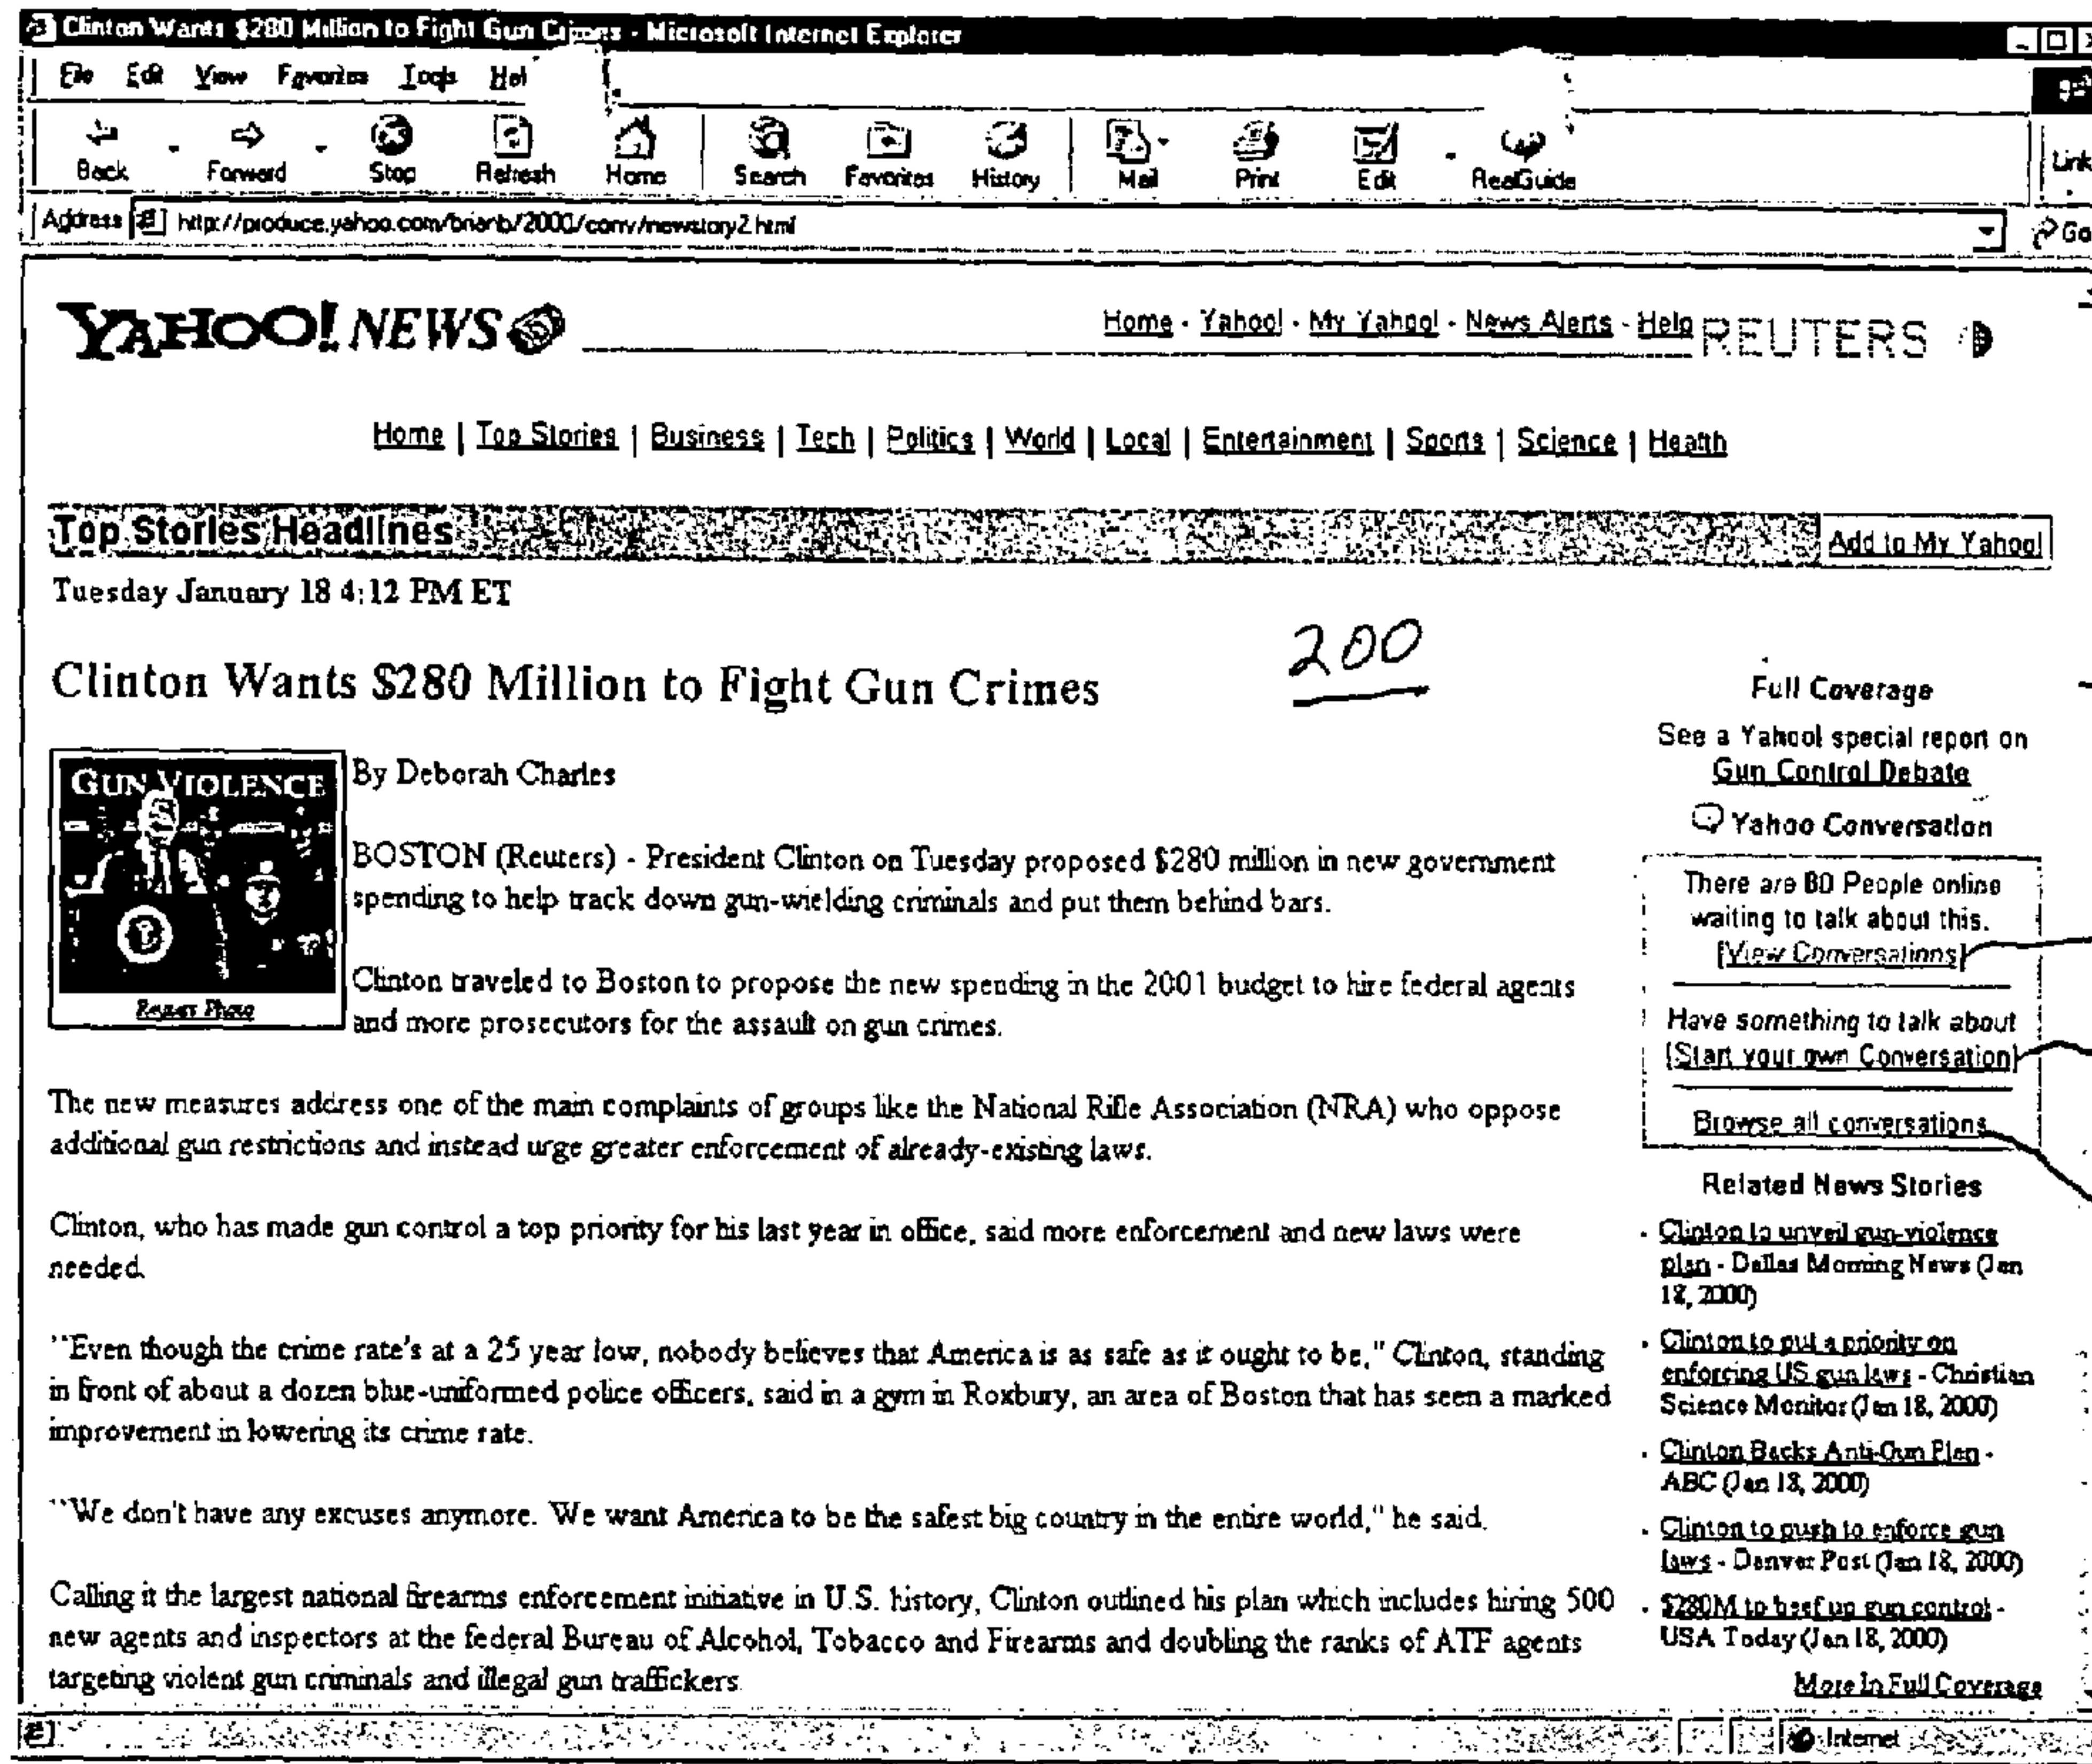 Clinton Wants $280 Million to Fight Gun Crimes - Microsoft Internet Explorer
File Edit View Favorites Tools Hel
Back Forward Stop Refresh Home Search Favorites History Mail Print Edit RealGuide Link
Address http://produce.yahoo.com/brianb/2000/conv/newstory2.html Go
YAHOO! NEWS
Home - Yahoo! - My Yahoo! - News Alerts - Help
REUTERS
Home | Top Stories | Business | Tech | Politics | World | Local | Entertainment | Sports | Science | Health
Top Stories Headlines Add to My Yahoo!
Tuesday January 18 4:12 PM ET
200
Clinton Wants $280 Million to Fight Gun Crimes
GUN VIOLENCE
Reuters Photo
By Deborah Charles
BOSTON (Reuters) - President Clinton on Tuesday proposed $280 million in new government
spending to help track down gun-wielding criminals and put them behind bars.
Clinton traveled to Boston to propose the new spending in the 2001 budget to hire federal agents
and more prosecutors for the assault on gun crimes.
The new measures address one of the main complaints of groups like the National Rifle Association (NRA) who oppose
additional gun restrictions and instead urge greater enforcement of already-existing laws.
Clinton, who has made gun control a top priority for his last year in office, said more enforcement and new laws were
needed.
``Even though the crime rate's at a 25 year low, nobody believes that America is as safe as it ought to be,'' Clinton, standing
in front of about a dozen blue-uniformed police officers, said in a gym in Roxbury, an area of Boston that has seen a marked
improvement in lowering its crime rate.
``We don't have any excuses anymore. We want America to be the safest big country in the entire world,'' he said.
Calling it the largest national firearms enforcement initiative in U.S. history, Clinton outlined his plan which includes hiring 500
new agents and inspectors at the federal Bureau of Alcohol, Tobacco and Firearms and doubling the ranks of ATF agents
targeting violent gun criminals and illegal gun traffickers.
Full Coverage
See a Yahoo! special report on
Gun Control Debate
Yahoo Conversation
There are 80 People online
waiting to talk about this.
[View Conversations]
Have something to talk about
[Start your own Conversation]
Browse all conversations
Related News Stories
· Clinton to unveil gun-violence
plan - Dallas Morning News (Jan
18, 2000)
· Clinton to put a priority on
enforcing US gun laws - Christian
Science Monitor (Jan 18, 2000)
· Clinton Backs Anti-Gun Plan -
ABC (Jan 18, 2000)
· Clinton to push to enforce gun
laws - Denver Post (Jan 18, 2000)
· $280M to beef up gun control -
USA Today (Jan 18, 2000)
More In Full Coverage
Internet